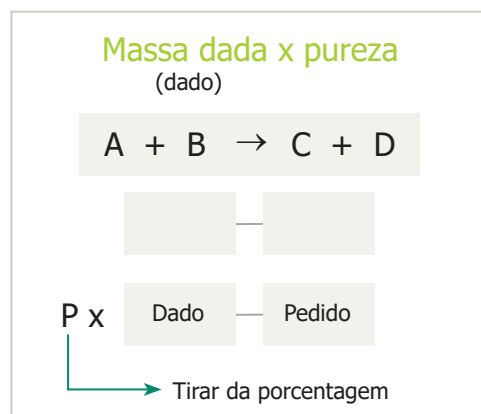 Massa dada x pureza
(dado)
A + B → C + D
P x Dado Pedido
Tirar da porcentagem